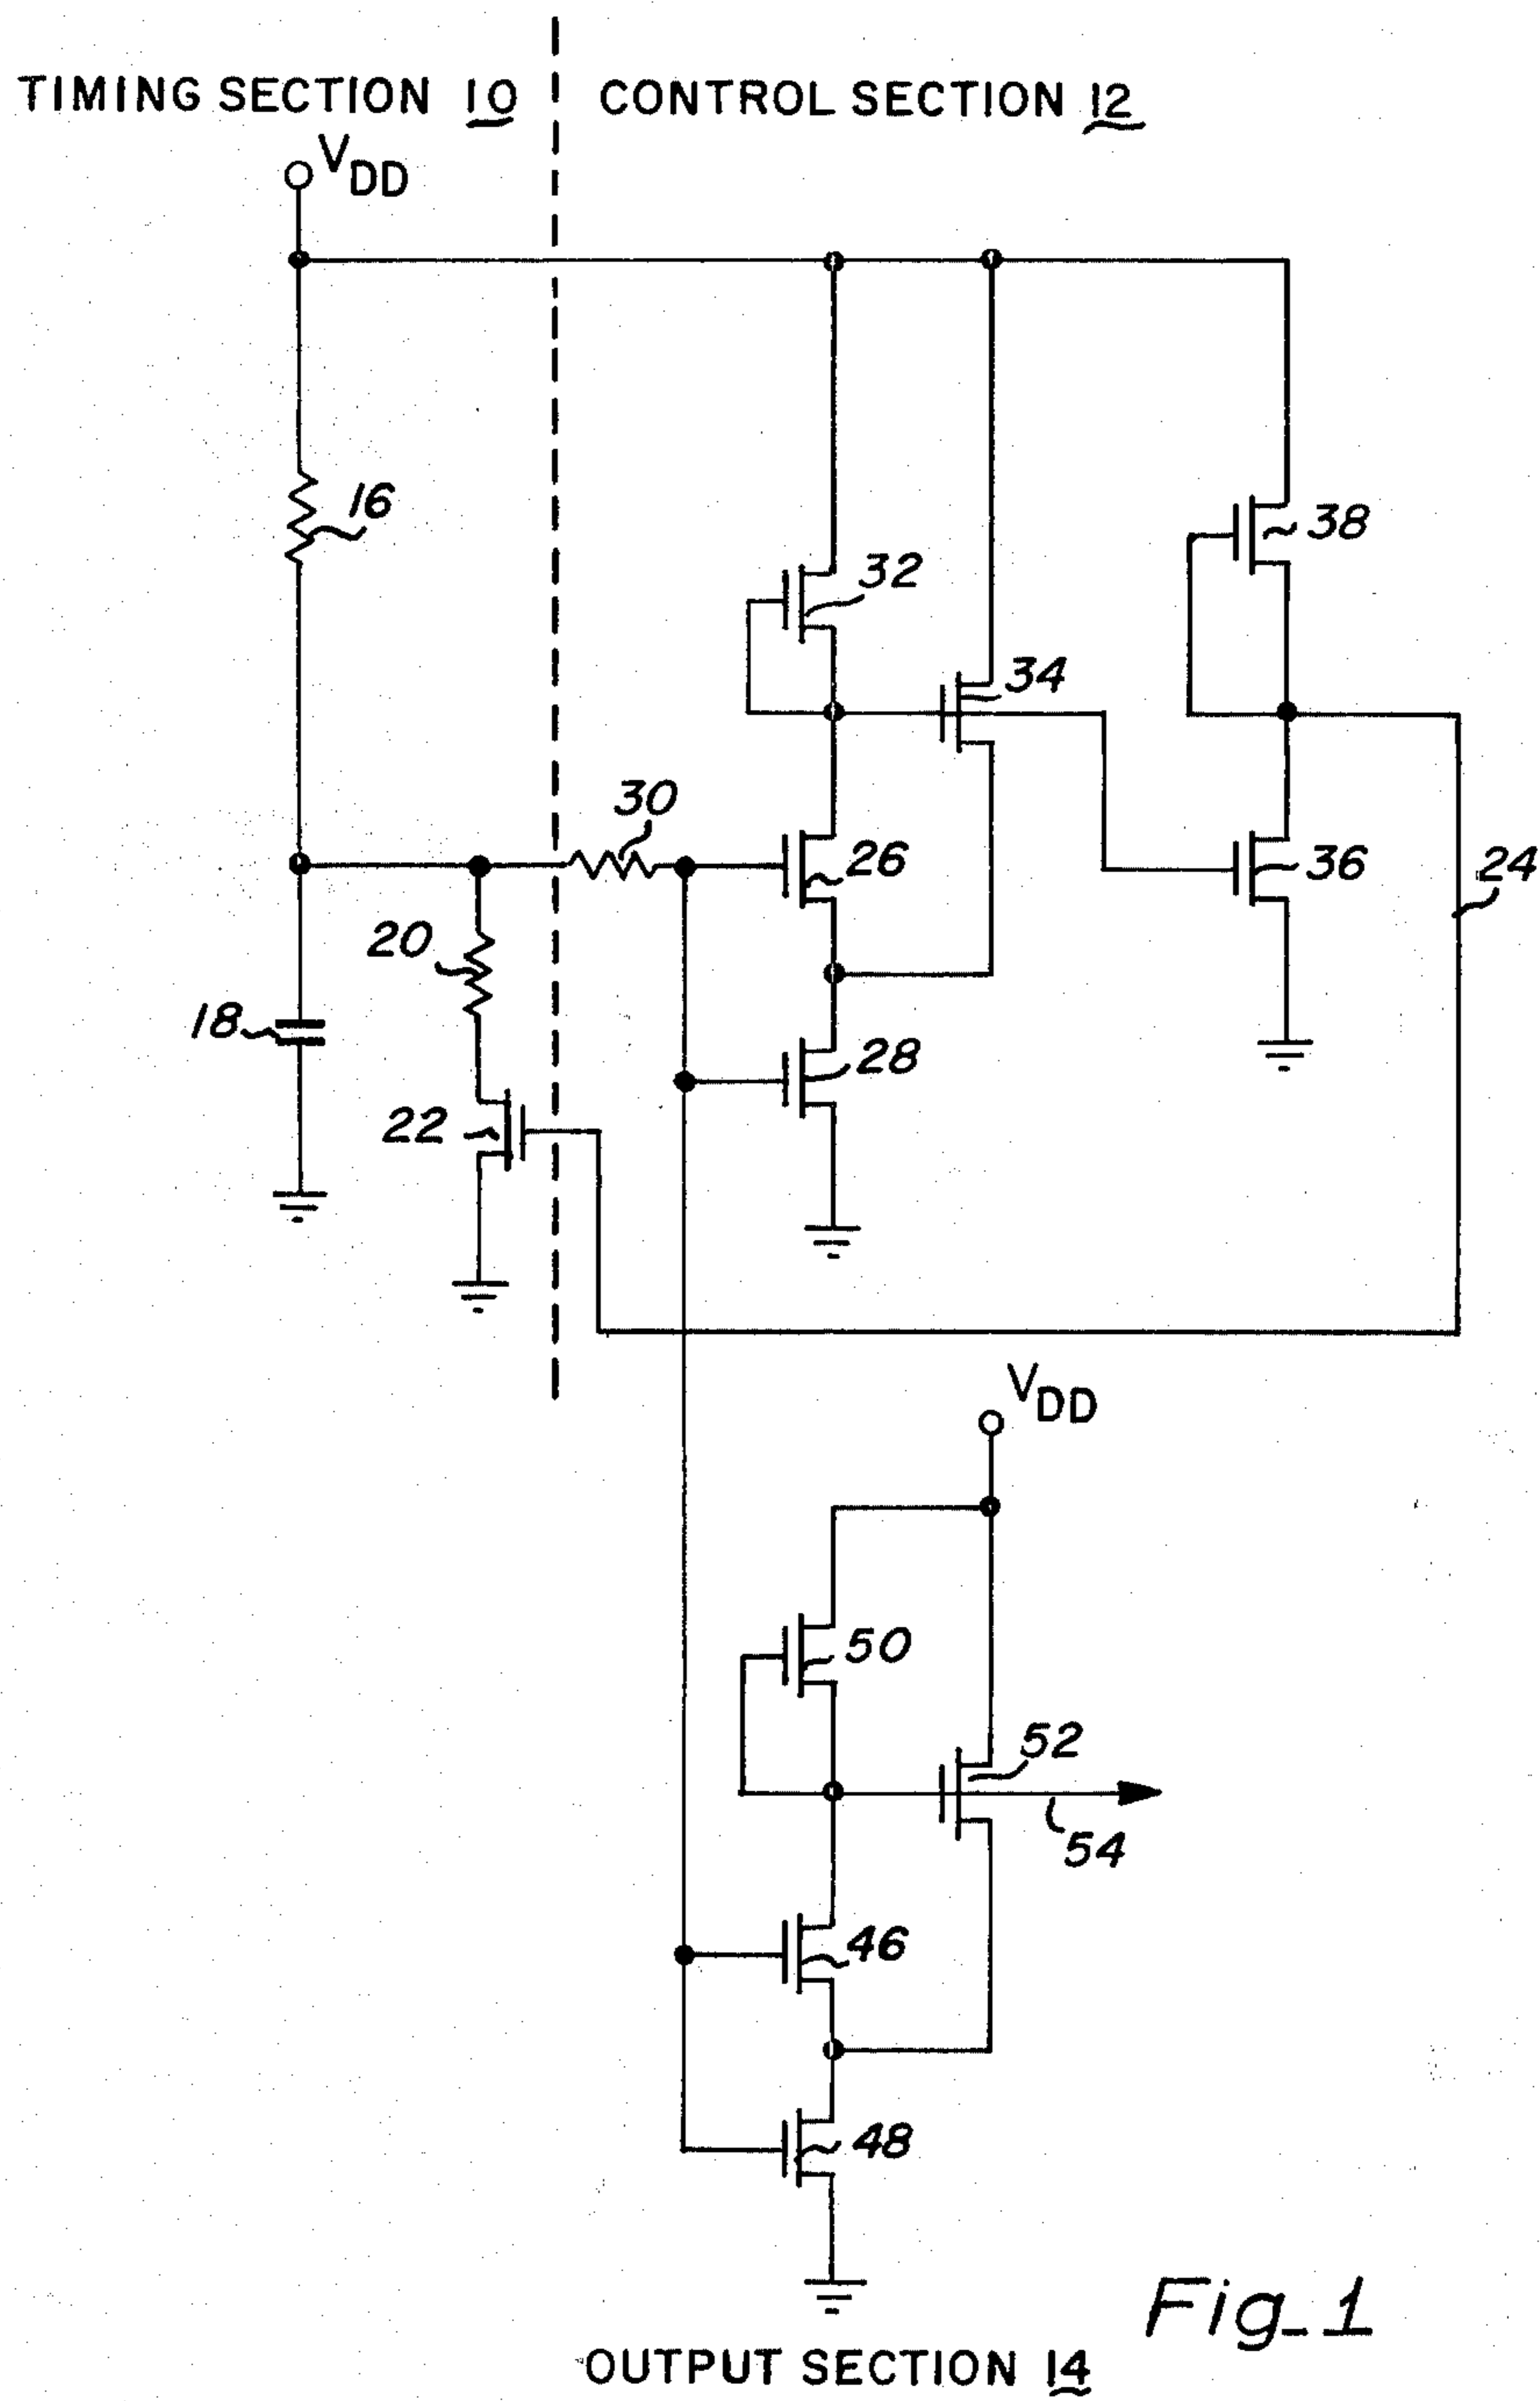 TIMING SECTION 10
CONTROL SECTION 12
VDD
16
38
32
34
30
26
36
24
20
18
28
22
VDD
50
52
54
46
48
Fig_1
OUTPUT SECTION 14